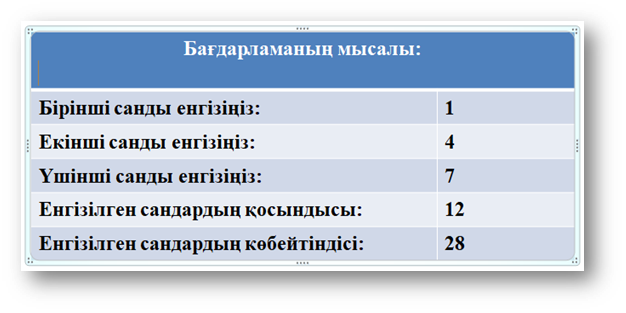 Бағдарламаның мысалы:
Бірінші санды енгізіңіз: 1
Екінші санды енгізіңіз: 4
Үшінші санды енгізіңіз: 7
Енгізілген сандардың қосындысы: 12
Енгізілген сандардың көбейтіндісі: 28